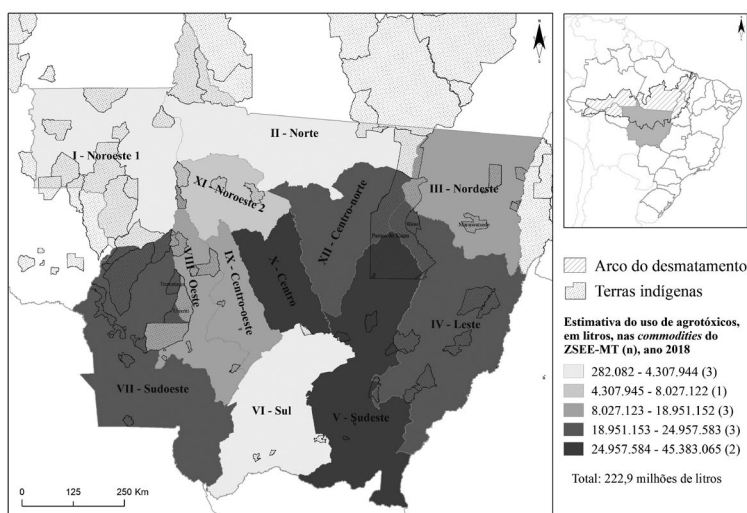 I - Noroeste 1
II - Norte
III - Nordeste
XI - Noroeste 2
XII - Centro-norte
X - Centro
IX - Centro-oeste
VIII - Oeste
IV - Leste
VII - Sudoeste
VI - Sul
V - Sudeste
0 125 250 Km
N
Arco do desmatamento
Terras indígenas
Estimativa do uso de agrotóxicos,
em litros, nas commodities do
ZSEE-MT (n), ano 2018
282.082 - 4.307.944 (3)
4.307.945 - 8.027.122 (1)
8.027.123 - 18.951.152 (3)
18.951.153 - 24.957.583 (3)
24.957.584 - 45.383.065 (2)
Total: 222,9 milhões de litros